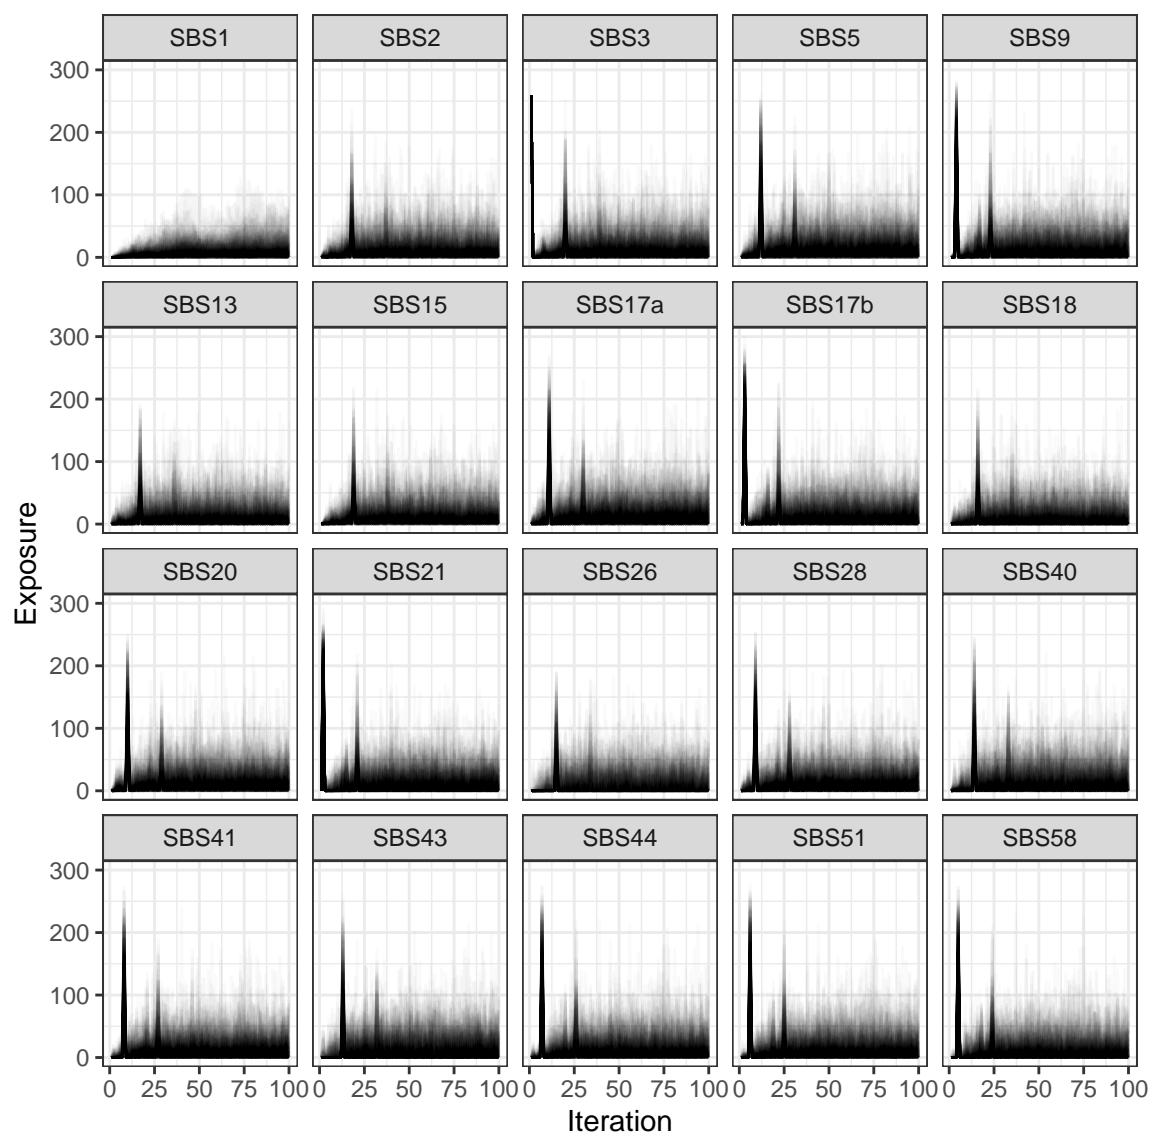 SBS1 SBS2 SBS3 SBS5 SBS9
300
200
100
0
SBS13 SBS15 SBS17a SBS17b SBS18
300
200
100
0
Exposure
SBS20 SBS21 SBS26 SBS28 SBS40
300
200
100
0
SBS41 SBS43 SBS44 SBS51 SBS58
300
200
100
0
0 25 50 75 100 0 25 50 75 100 0 25 50 75 100 0 25 50 75 100 0 25 50 75 100
Iteration